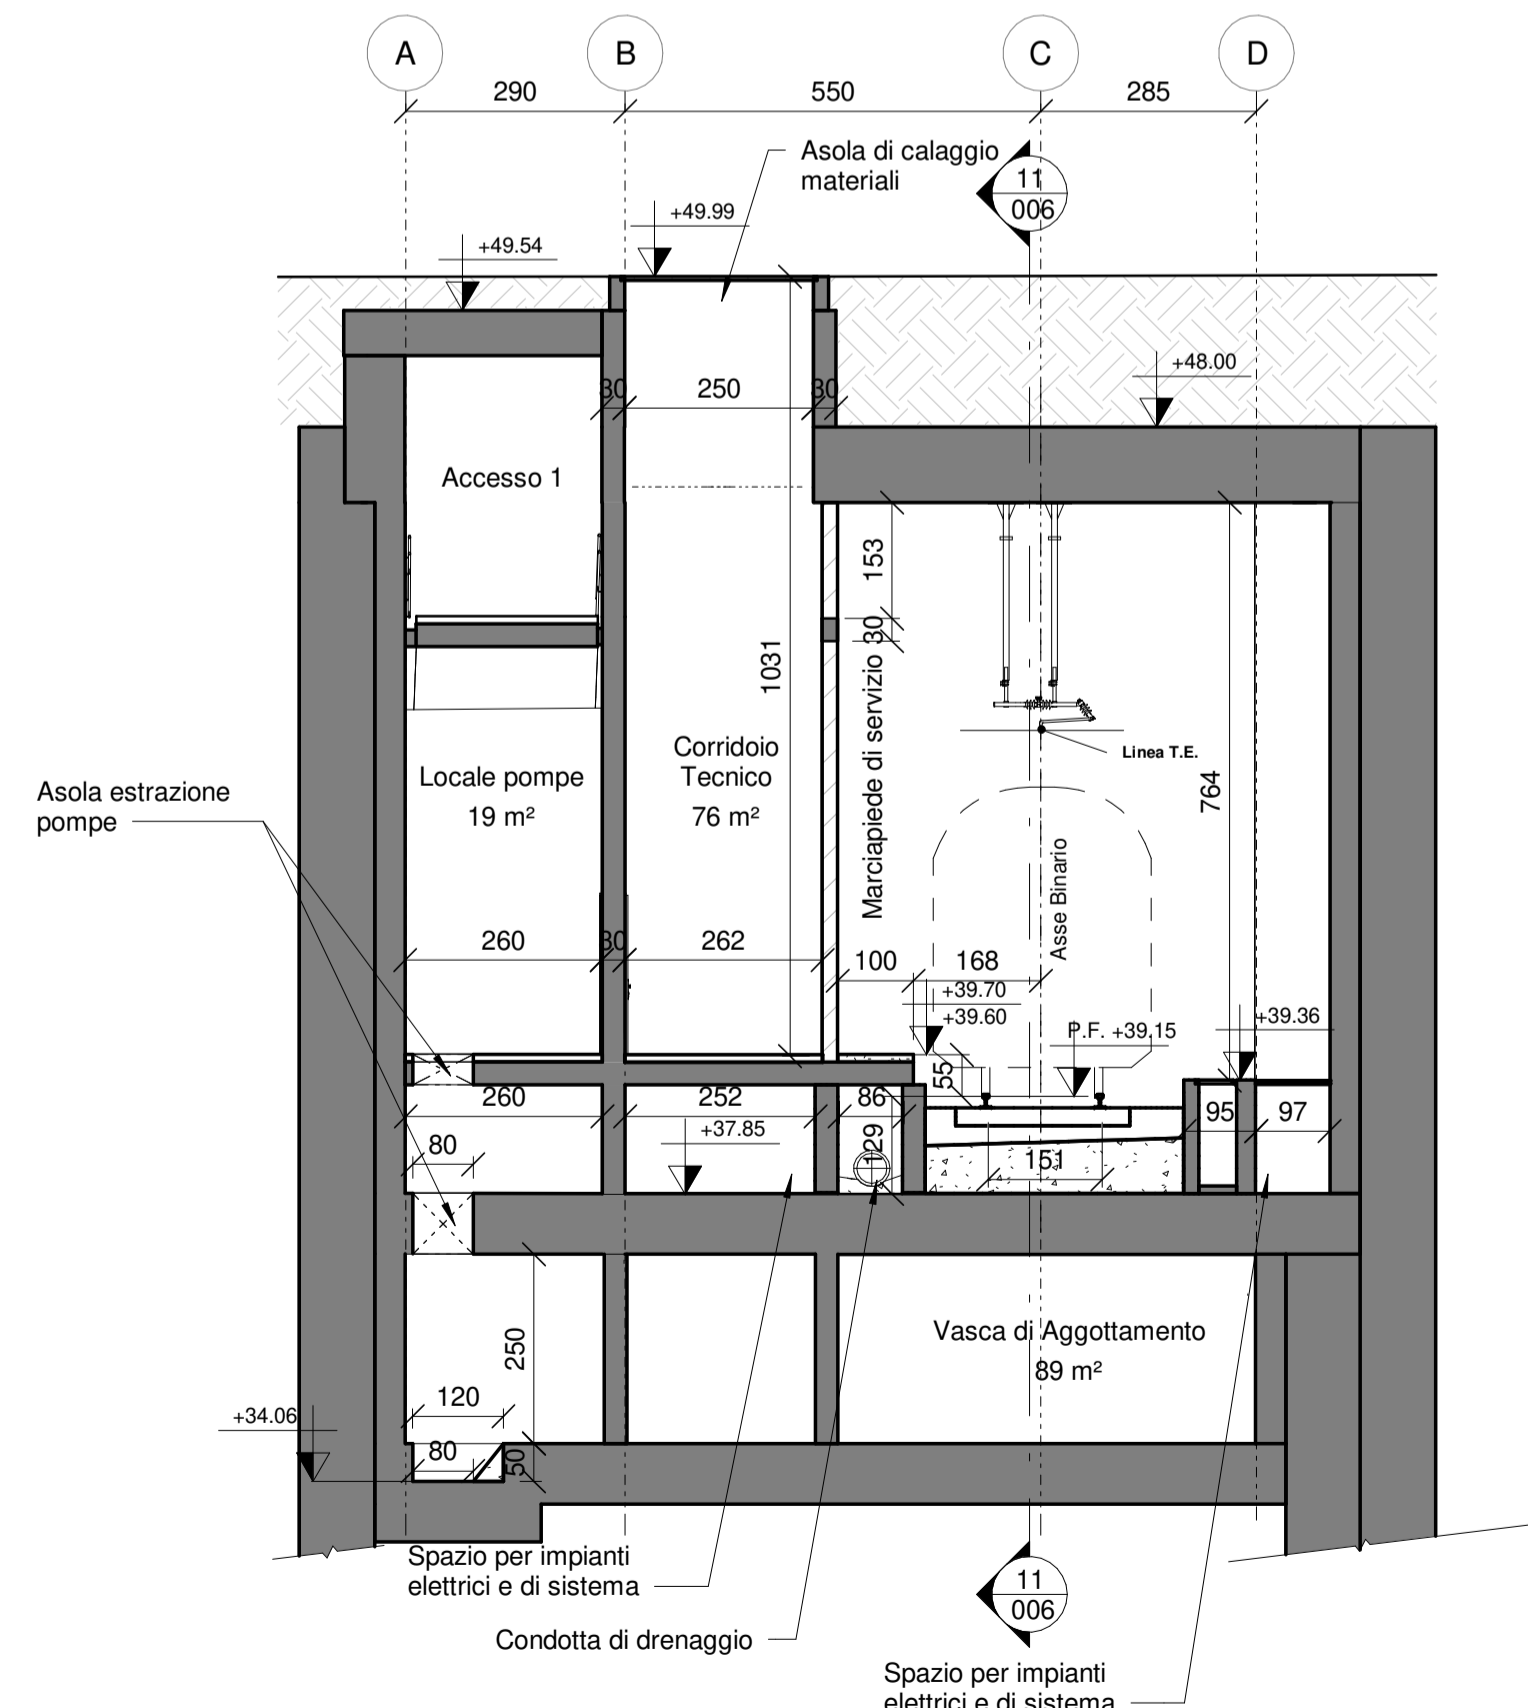 A
B
C
D
290
550
285
Asola di calaggio
materiali
11
006
+49.99
+49.54
+48.00
30
250
30
Accesso 1
153
30
1031
Marciapiede di servizio
Linea T.E.
764
Corridoio
Tecnico
76 m²
Locale pompe
19 m²
Asola estrazione
pompe
Asse Binario
260
30
262
100
168
+39.70
+39.60
P.F. +39.15
+39.36
55
260
252
86
95
97
80
+37.85
129
151
Vasca di Aggottamento
89 m²
250
120
+34.06
80
50
Spazio per impianti
elettrici e di sistema
11
006
Condotta di drenaggio
Spazio per impianti
elettrici e di sistema